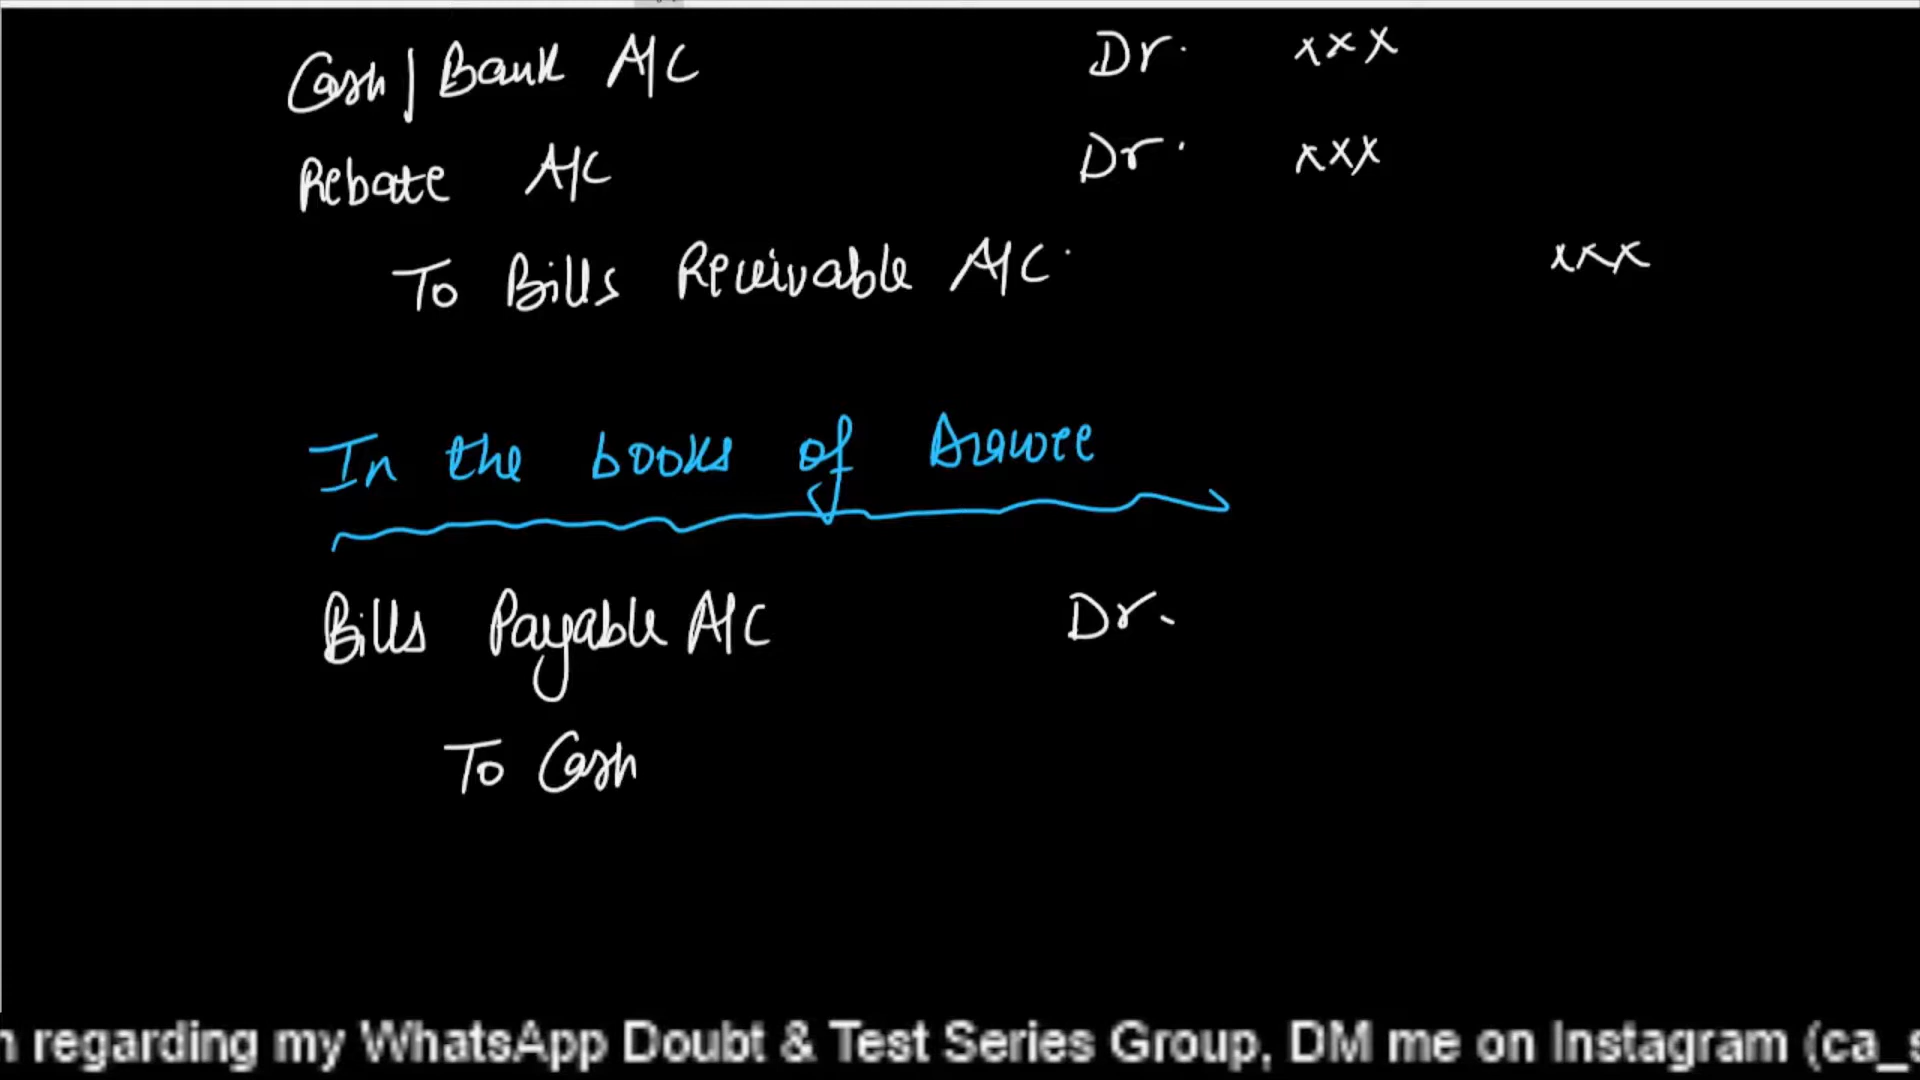 Cash | Bank A/C Dr. xxx
Rebate A/C Dr. xxx
To Bills Receivable A/C. xxx
In the books of Drawee
Bills Payable A/C Dr.
To Cash
n regarding my WhatsApp Doubt & Test Series Group, DM me on Instagram (ca_s